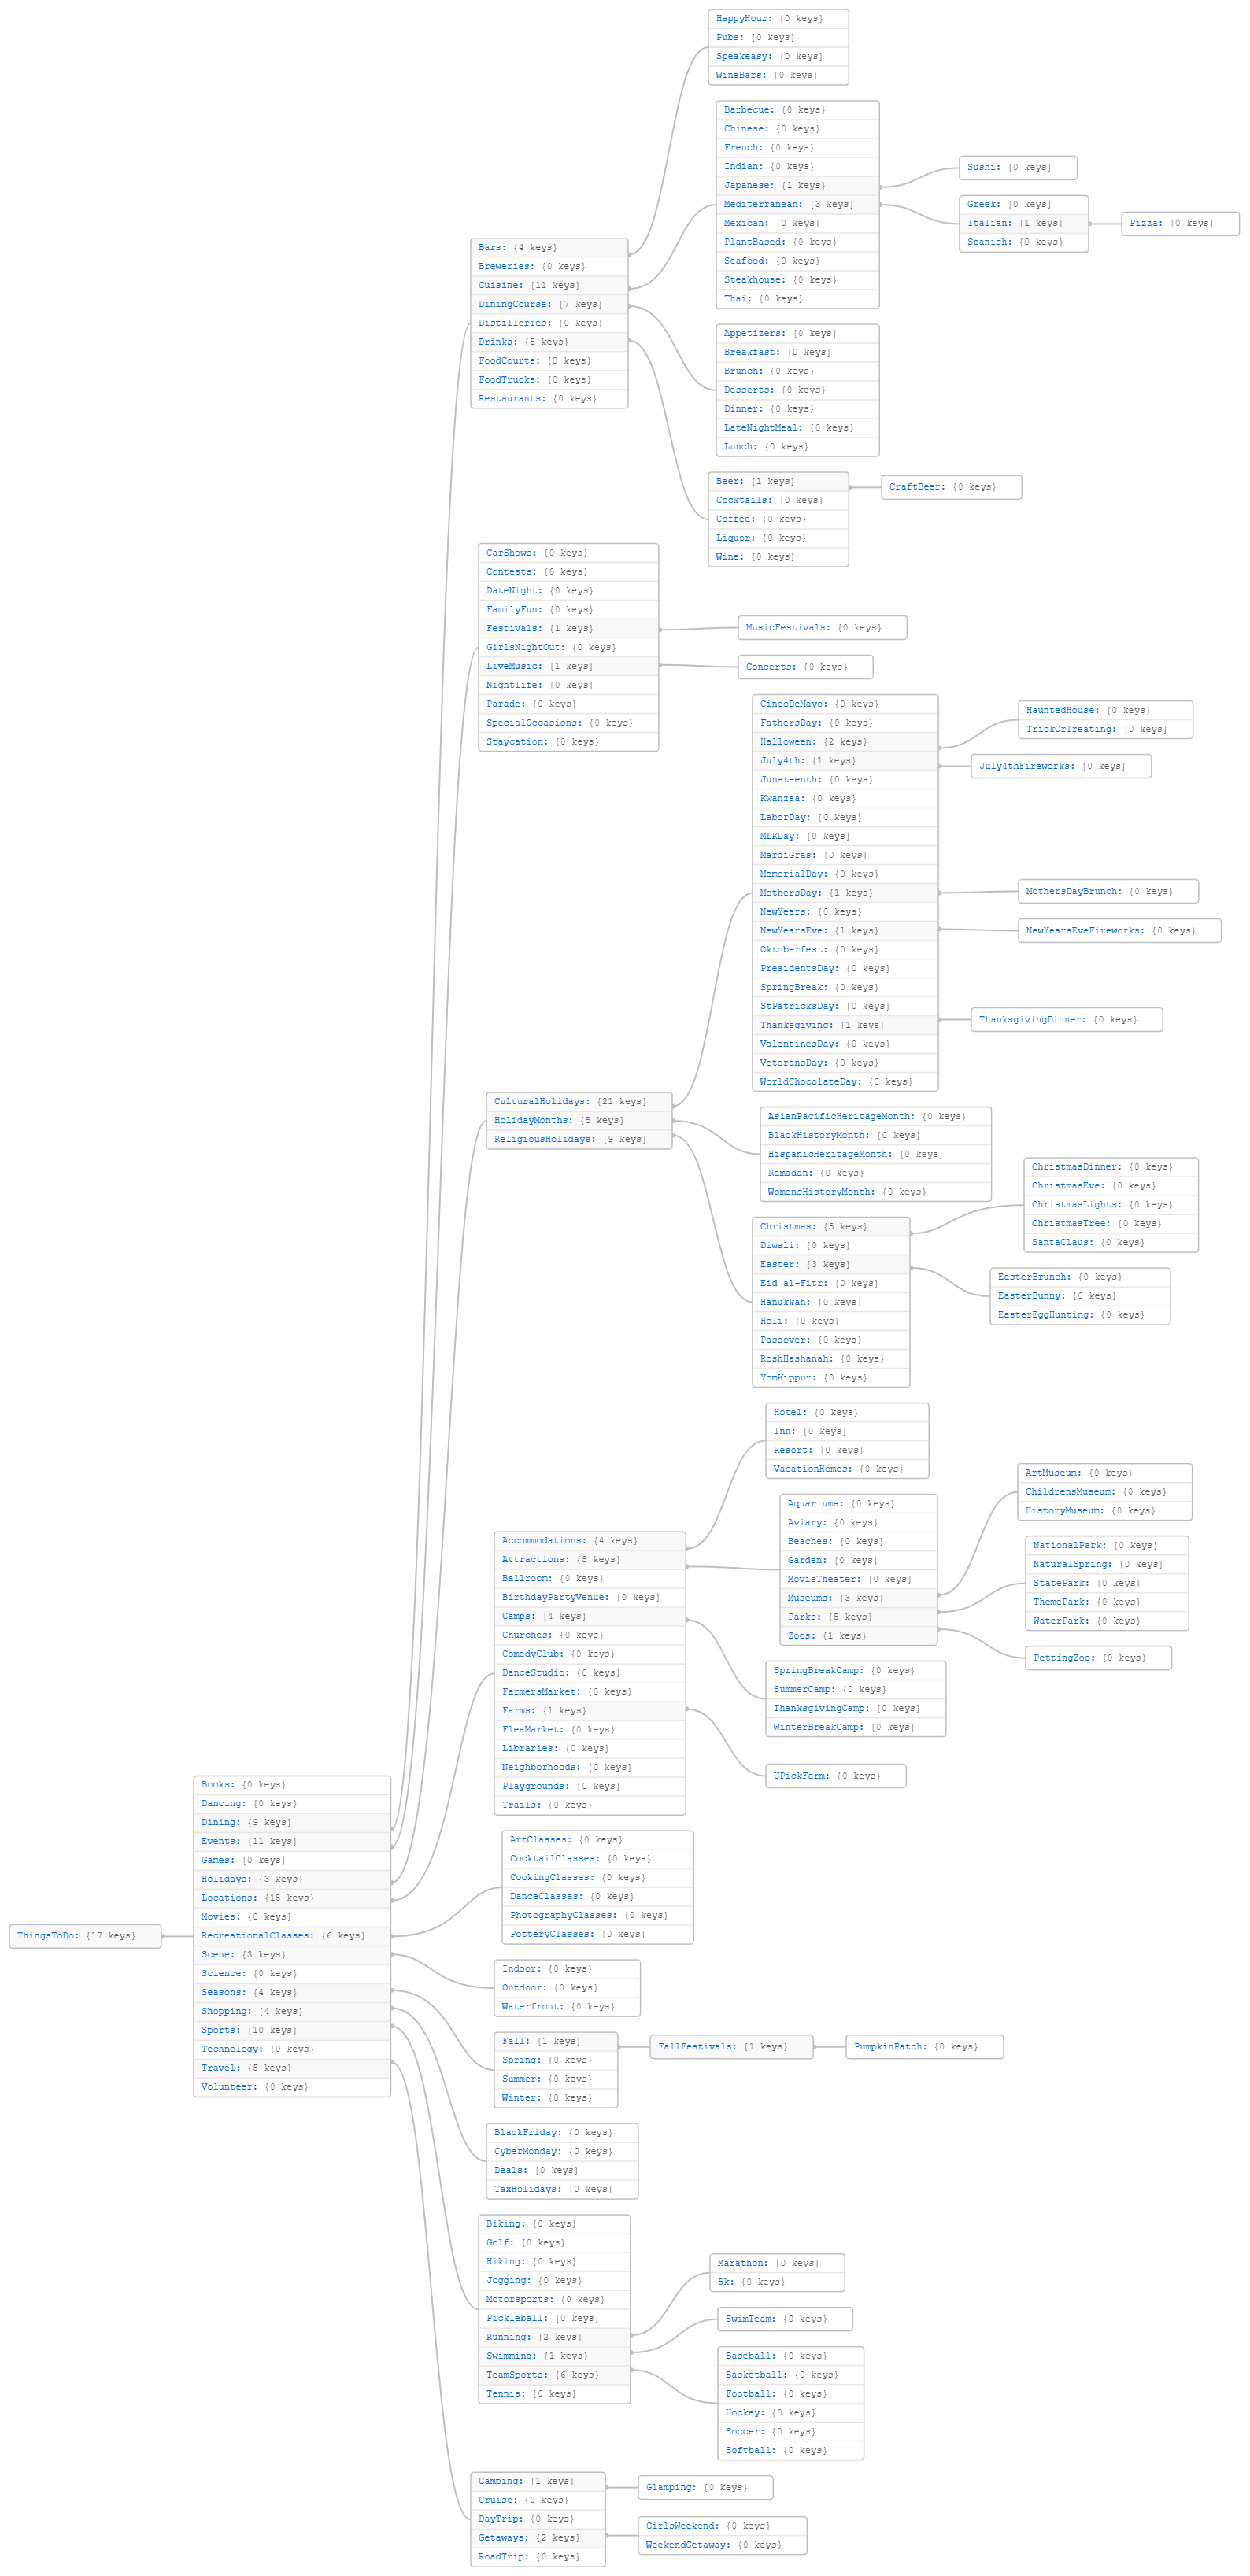 HappyHour: {0 keys}
Pubs: {0 keys}
Speakeasy: {0 keys}
WineBars: {0 keys}
Barbecue: {0 keys}
Chinese: {0 keys}
French: {0 keys}
Indian: {0 keys}
Japanese: {1 keys}
Mediterranean: {3 keys}
Mexican: {0 keys}
PlantBased: {0 keys}
Seafood: {0 keys}
Steakhouse: {0 keys}
Thai: {0 keys}
Sushi: {0 keys}
Greek: {0 keys}
Italian: {1 keys}
Spanish: {0 keys}
Pizza: {0 keys}
Bars: {4 keys}
Breweries: {0 keys}
Cuisine: {11 keys}
DiningCourse: {7 keys}
Distilleries: {0 keys}
Drinks: {5 keys}
FoodCourts: {0 keys}
FoodTrucks: {0 keys}
Restaurants: {0 keys}
Appetizers: {0 keys}
Breakfast: {0 keys}
Brunch: {0 keys}
Desserts: {0 keys}
Dinner: {0 keys}
LateNightMeal: {0 keys}
Lunch: {0 keys}
Beer: {1 keys}
Cocktails: {0 keys}
Coffee: {0 keys}
Liquor: {0 keys}
Wine: {0 keys}
CraftBeer: {0 keys}
CarShows: {0 keys}
Contests: {0 keys}
DateNight: {0 keys}
FamilyFun: {0 keys}
Festivals: {1 keys}
GirlsNightOut: {0 keys}
LiveMusic: {1 keys}
Nightlife: {0 keys}
Parade: {0 keys}
SpecialOccasions: {0 keys}
Staycation: {0 keys}
MusicFestivals: {0 keys}
Concerts: {0 keys}
CincoDeMayo: {0 keys}
FathersDay: {0 keys}
Halloween: {2 keys}
July4th: {1 keys}
Juneteenth: {0 keys}
Kwanzaa: {0 keys}
LaborDay: {0 keys}
MLKDay: {0 keys}
MardiGras: {0 keys}
MemorialDay: {0 keys}
MothersDay: {1 keys}
NewYears: {0 keys}
NewYearsEve: {1 keys}
Oktoberfest: {0 keys}
PresidentsDay: {0 keys}
SpringBreak: {0 keys}
StPatricksDay: {0 keys}
Thanksgiving: {1 keys}
ValentinesDay: {0 keys}
VeteransDay: {0 keys}
WorldChocolateDay: {0 keys}
HauntedHouse: {0 keys}
TrickOrTreating: {0 keys}
July4thFireworks: {0 keys}
MothersDayBrunch: {0 keys}
NewYearsEveFireworks: {0 keys}
ThanksgivingDinner: {0 keys}
CulturalHolidays: {21 keys}
HolidayMonths: {5 keys}
ReligiousHolidays: {9 keys}
AsianPacificHeritageMonth: {0 keys}
BlackHistoryMonth: {0 keys}
HispanicHeritageMonth: {0 keys}
Ramadan: {0 keys}
WomensHistoryMonth: {0 keys}
Christmas: {5 keys}
Diwali: {0 keys}
Easter: {3 keys}
Eid_al-Fitr: {0 keys}
Hanukkah: {0 keys}
Holi: {0 keys}
Passover: {0 keys}
RoshHashanah: {0 keys}
YomKippur: {0 keys}
ChristmasDinner: {0 keys}
ChristmasEve: {0 keys}
ChristmasLights: {0 keys}
ChristmasTree: {0 keys}
SantaClaus: {0 keys}
EasterBrunch: {0 keys}
EasterBunny: {0 keys}
EasterEggHunting: {0 keys}
Hotel: {0 keys}
Inn: {0 keys}
Resort: {0 keys}
VacationHomes: {0 keys}
Aquariums: {0 keys}
Aviary: {0 keys}
Beaches: {0 keys}
Garden: {0 keys}
MovieTheater: {0 keys}
Museums: {3 keys}
Parks: {5 keys}
Zoos: {1 keys}
ArtMuseum: {0 keys}
ChildrensMuseum: {0 keys}
HistoryMuseum: {0 keys}
NationalPark: {0 keys}
NaturalSpring: {0 keys}
StatePark: {0 keys}
ThemePark: {0 keys}
WaterPark: {0 keys}
PettingZoo: {0 keys}
Accommodations: {4 keys}
Attractions: {8 keys}
Ballroom: {0 keys}
BirthdayPartyVenue: {0 keys}
Camps: {4 keys}
Churches: {0 keys}
ComedyClub: {0 keys}
DanceStudio: {0 keys}
FarmersMarket: {0 keys}
Farms: {1 keys}
FleaMarket: {0 keys}
Libraries: {0 keys}
Neighborhoods: {0 keys}
Playgrounds: {0 keys}
Trails: {0 keys}
SpringBreakCamp: {0 keys}
SummerCamp: {0 keys}
ThanksgivingCamp: {0 keys}
WinterBreakCamp: {0 keys}
UPickFarm: {0 keys}
ThingsToDo: {17 keys}
Books: {0 keys}
Dancing: {0 keys}
Dining: {9 keys}
Events: {11 keys}
Games: {0 keys}
Holidays: {3 keys}
Locations: {15 keys}
Movies: {0 keys}
RecreationalClasses: {6 keys}
Scene: {3 keys}
Science: {0 keys}
Seasons: {4 keys}
Shopping: {4 keys}
Sports: {10 keys}
Technology: {0 keys}
Travel: {5 keys}
Volunteer: {0 keys}
ArtClasses: {0 keys}
CocktailClasses: {0 keys}
CookingClasses: {0 keys}
DanceClasses: {0 keys}
PhotographyClasses: {0 keys}
PotteryClasses: {0 keys}
Indoor: {0 keys}
Outdoor: {0 keys}
Waterfront: {0 keys}
Fall: {1 keys}
Spring: {0 keys}
Summer: {0 keys}
Winter: {0 keys}
FallFestivals: {1 keys}
PumpkinPatch: {0 keys}
BlackFriday: {0 keys}
CyberMonday: {0 keys}
Deals: {0 keys}
TaxHolidays: {0 keys}
Biking: {0 keys}
Golf: {0 keys}
Hiking: {0 keys}
Jogging: {0 keys}
Motorsports: {0 keys}
Pickleball: {0 keys}
Running: {2 keys}
Swimming: {1 keys}
TeamSports: {6 keys}
Tennis: {0 keys}
Marathon: {0 keys}
5k: {0 keys}
SwimTeam: {0 keys}
Baseball: {0 keys}
Basketball: {0 keys}
Football: {0 keys}
Hockey: {0 keys}
Soccer: {0 keys}
Softball: {0 keys}
Camping: {1 keys}
Cruise: {0 keys}
DayTrip: {0 keys}
Getaways: {2 keys}
RoadTrip: {0 keys}
Glamping: {0 keys}
GirlsWeekend: {0 keys}
WeekendGetaway: {0 keys}